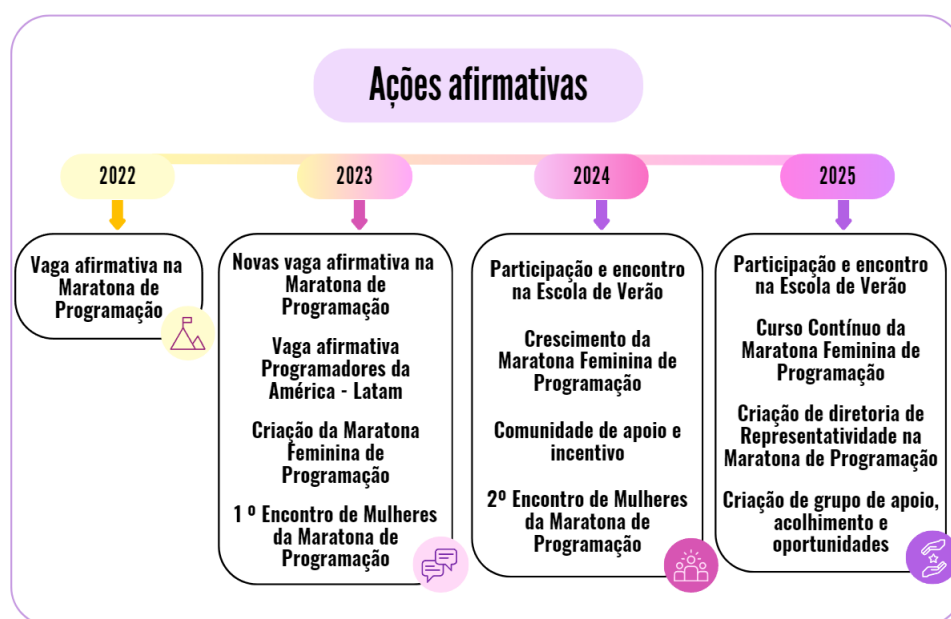 Ações afirmativas
2022
Vaga afirmativa na
Maratona de
Programação
2023
Novas vaga afirmativa na
Maratona de
Programação
Vaga afirmativa
Programadores da
América - Latam
Criação da Maratona
Feminina de
Programação
1 º Encontro de Mulheres
da Maratona de
Programação
2024
Participação e encontro
na Escola de Verão
Crescimento da
Maratona Feminina de
Programação
Comunidade de apoio e
incentivo
2º Encontro de Mulheres
da Maratona de
Programação
2025
Participação e encontro
na Escola de Verão
Curso Contínuo da
Maratona Feminina de
Programação
Criação de diretoria de
Representatividade na
Maratona de Programação
Criação de grupo de apoio,
acolhimento e
oportunidades